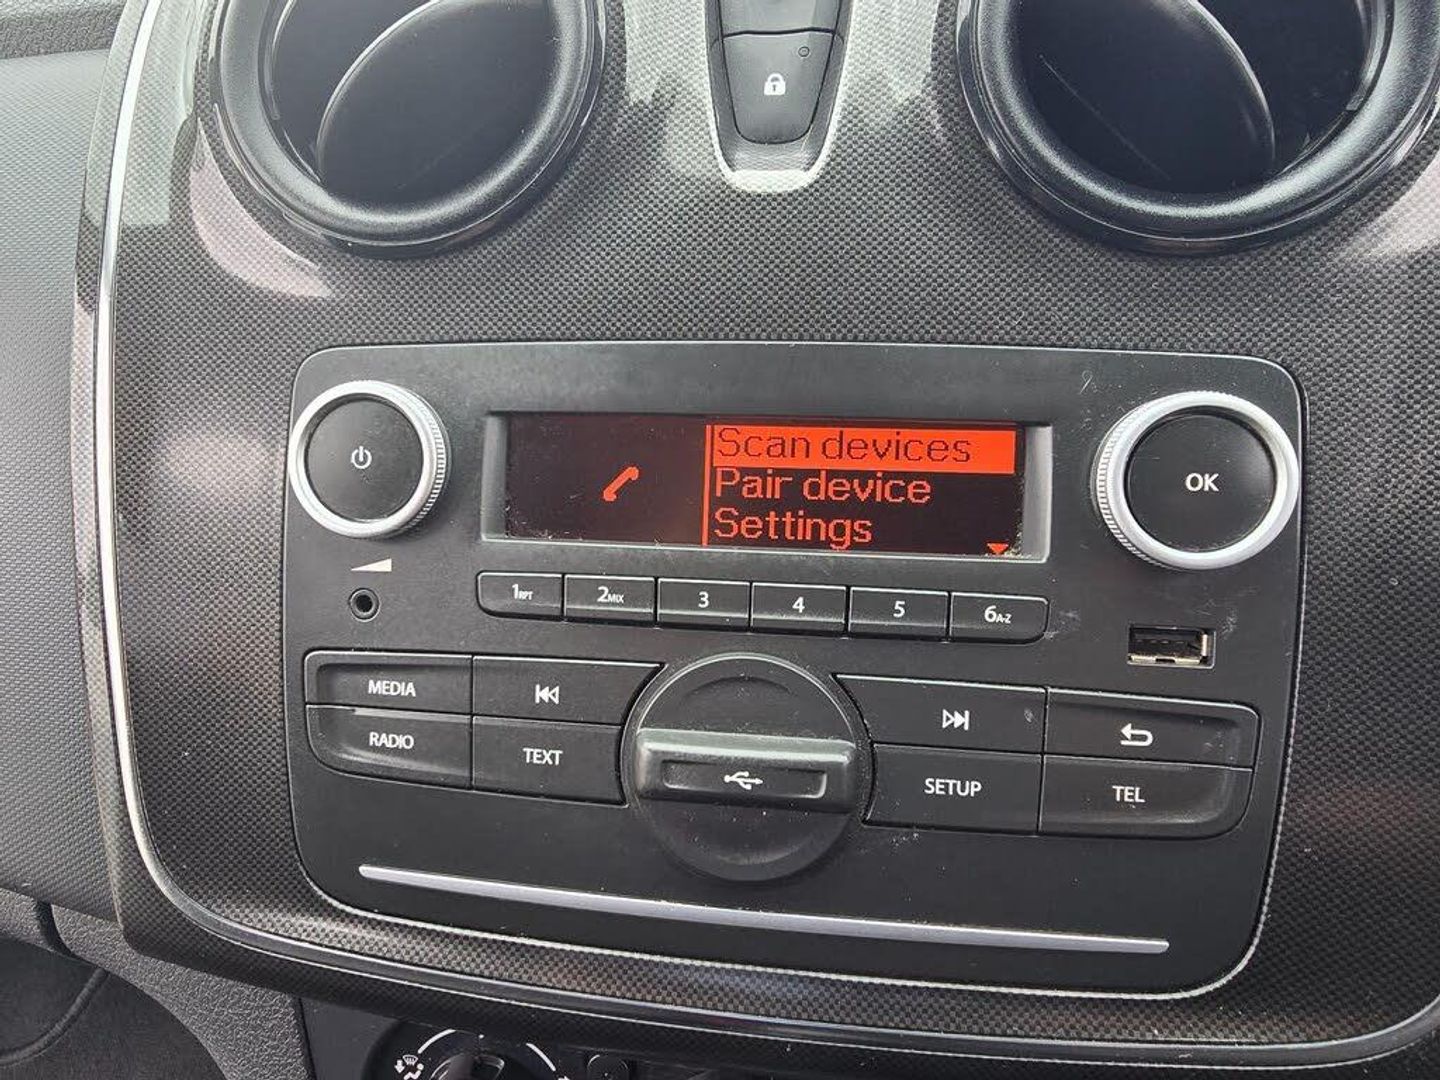 Scan devices
Pair device
Settings
OK
1RPT 2MIX 3 4 5 6A-Z
MEDIA
RADIO TEXT SETUP TEL